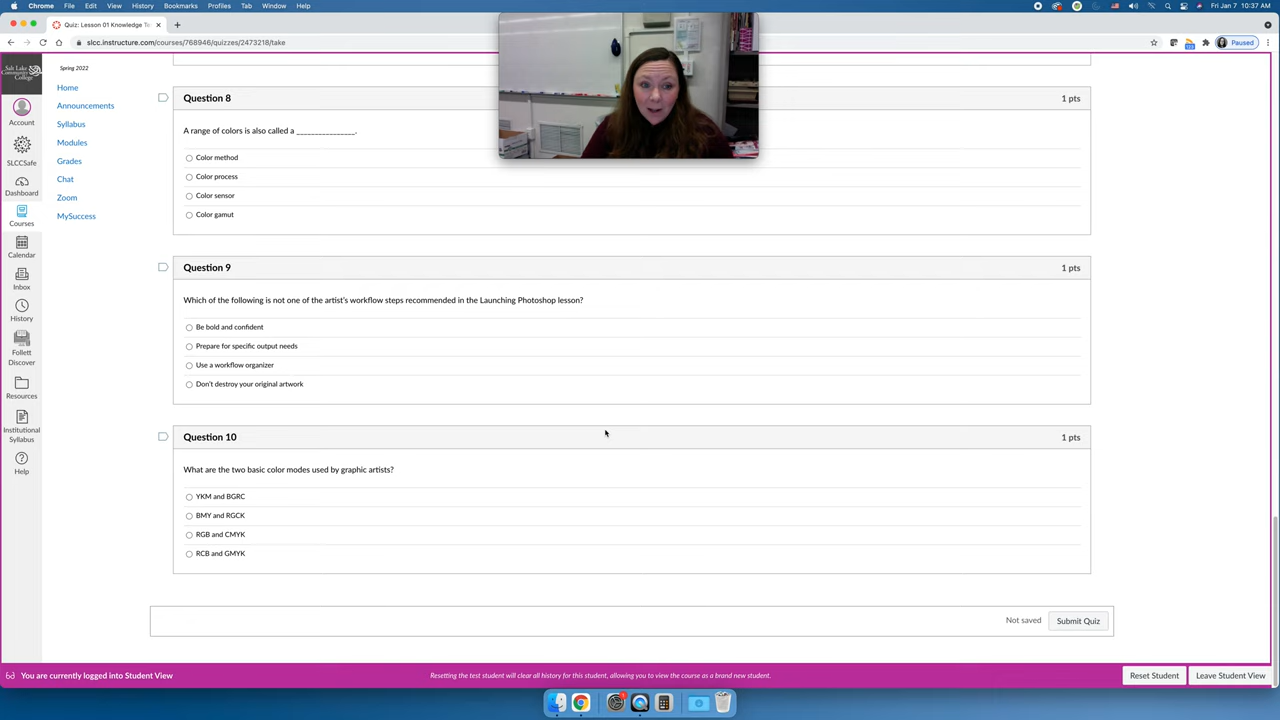 Chrome File Edit View History Bookmarks Profiles Tab Window Help Fri Jan 7 10:37 AM
Quiz: Lesson 01 Knowledge Te
slcc.instructure.com/courses/768946/quizzes/2473218/take
Paused
Salt Lake
Community
College
Account
SLCCSafe
Dashboard
Courses
Calendar
Inbox
History
Follett
Discover
Resources
Institutional
Syllabus
Help
Spring 2022
Home
Announcements
Syllabus
Modules
Grades
Chat
Zoom
MySuccess
Question 8 1 pts
A range of colors is also called a ________________.
Color method
Color process
Color sensor
Color gamut
Question 9 1 pts
Which of the following is not one of the artist's workflow steps recommended in the Launching Photoshop lesson?
Be bold and confident
Prepare for specific output needs
Use a workflow organizer
Don't destroy your original artwork
Question 10 1 pts
What are the two basic color modes used by graphic artists?
YKM and BGRC
BMY and RGCK
RGB and CMYK
RCB and GMYK
Not saved Submit Quiz
You are currently logged into Student View Resetting the test student will clear all history for this student, allowing you to view the course as a brand new student. Reset Student Leave Student View